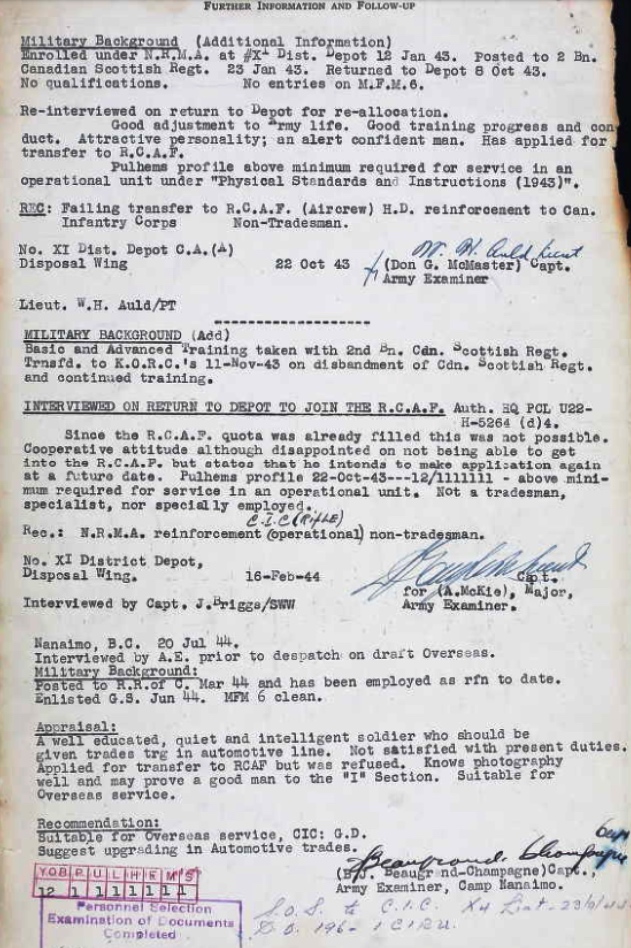 FURTHER INFORMATION AND FOLLOW-UP
Military Background (Additional Information)
Enrolled under N.R.M.A. at #XI Dist. Depot 12 Jan 43. Posted to 2 Bn.
Canadian Scottish Regt. 23 Jan 43. Returned to Depot 8 Oct 43.
No qualifications. No entries on M.F.M.6.
Re-interviewed on return to Depot for re-allocation.
Good adjustment to Army life. Good training progress and con
duct. Attractive personality; an alert confident man. Has applied for
transfer to R.C.A.F.
Pulhems profile above minimum required for service in an
operational unit under "Physical Standards and Instructions (1943)".
REC: Failing transfer to R.C.A.F. (Aircrew) H.D. reinforcement to Can.
Infantry Corps Non-Tradesman.
No. XI Dist. Depot C.A.(A)
Disposal Wing 22 Oct 43
W. H. Auld Lieut
(Don G. McMaster) Capt.
Army Examiner
Lieut. W.H. Auld/PT
MILITARY BACKGROUND (Add)
Basic and Advanced Training taken with 2nd Bn. Cdn. Scottish Regt.
Trnsfd. to K.O.R.C.'s 11-Nov-43 on disbandment of Cdn. Scottish Regt.
and continued training.
INTERVIEWED ON RETURN TO DEPOT TO JOIN THE R.C.A.F. Auth. HQ PCL U22-
H-5264 (d)4.
Since the R.C.A.F. quota was already filled this was not possible.
Cooperative attitude although disappointed on not being able to get
into the R.C.A.F. but states that he intends to make application again
at a future date. Pulhems profile 22-Oct-43---12/1111111 - above mini-
mum required for service in an operational unit. Not a tradesman,
specialist, nor specially employed.
C.I.C (RIFLE)
Rec.: N.R.M.A. reinforcement (operational) non-tradesman.
No. XI District Depot,
Disposal Wing. 16-Feb-44
Capt.
for (A.McKie), Major,
Interviewed by Capt. J.Briggs/SWW Army Examiner.
Nanaimo, B.C. 20 Jul 44.
Interviewed by A.E. prior to despatch on draft Overseas.
Military Background:
Posted to R.R.of C. Mar 44 and has been employed as rfn to date.
Enlisted G.S. Jun 44. MFM 6 clean.
Appraisal:
A well educated, quiet and intelligent soldier who should be
given trades trg in automotive line. Not satisfied with present duties.
Applied for transfer to RCAF but was refused. Knows photography
well and may prove a good man to the "I" Section. Suitable for
Overseas service.
Recommendation:
Suitable for Overseas service, CIC: G.D.
Suggest upgrading in Automotive trades.
Beaugrand-Champagne Capt
(B.J. Beaugrand-Champagne) Capt.,
Army Examiner, Camp Nanaimo.
YOB P U L H E M S
12 1 1 1 1 1 1 1
Personnel Selection
Examination of Documents
Completed
S.O.S. to C.I.C.